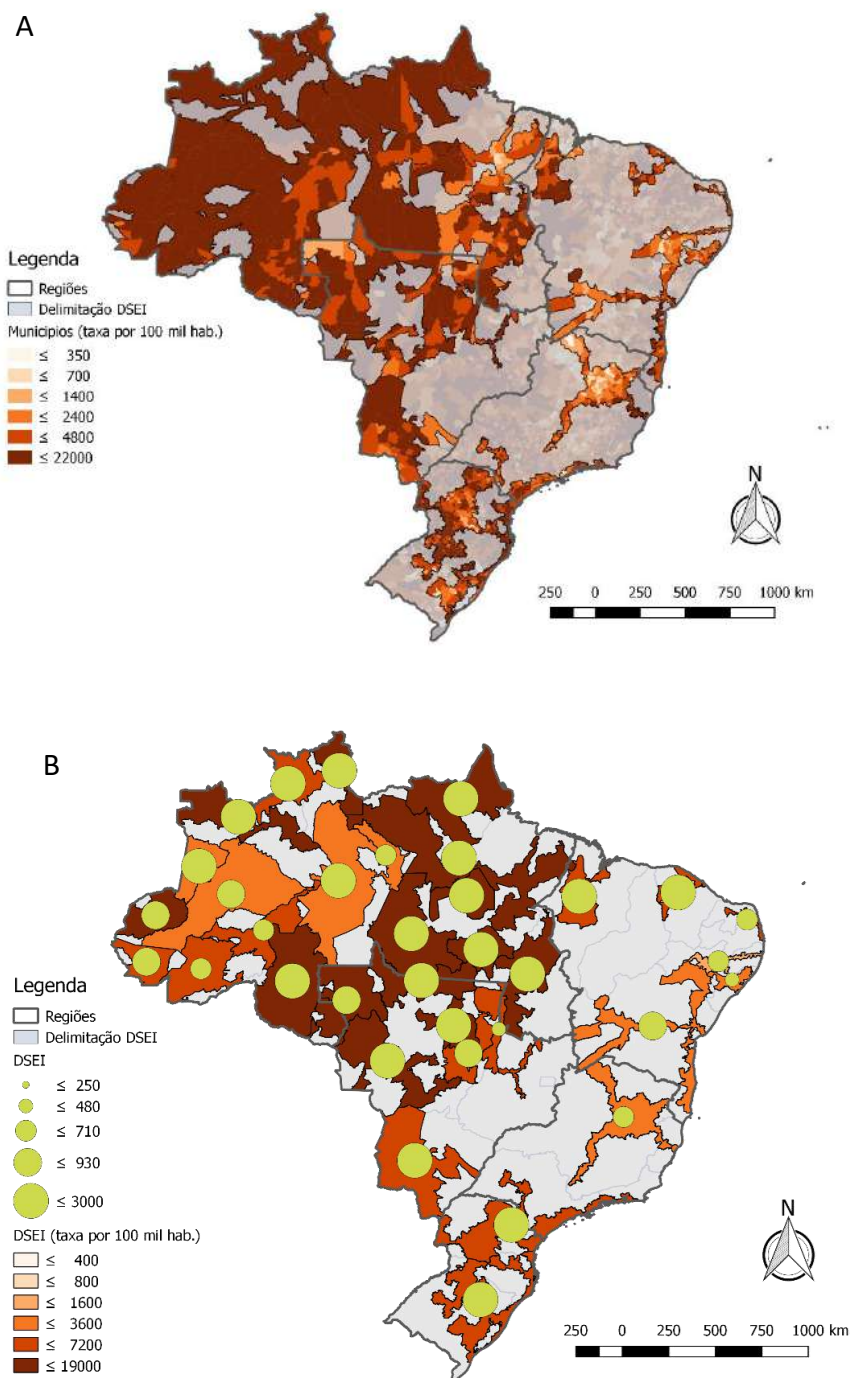 A
Legenda
Regiões
Delimitação DSEI
Municipios (taxa por 100 mil hab.)
≤ 350
≤ 700
≤ 1400
≤ 2400
≤ 4800
≤ 22000
N
250 0 250 500 750 1000 km
B
Legenda
Regiões
Delimitação DSEI
DSEI
≤ 250
≤ 480
≤ 710
≤ 930
≤ 3000
DSEI (taxa por 100 mil hab.)
≤ 400
≤ 800
≤ 1600
≤ 3600
≤ 7200
≤ 19000
N
250 0 250 500 750 1000 km